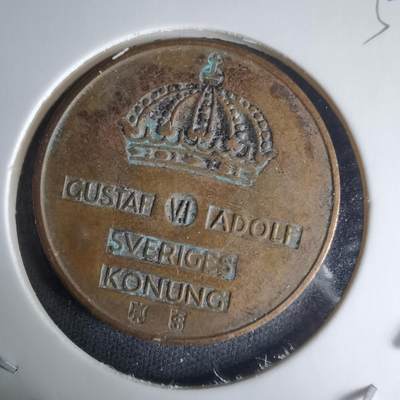 GUSTAF VI ADOLF
SVERIGES
KONUNG